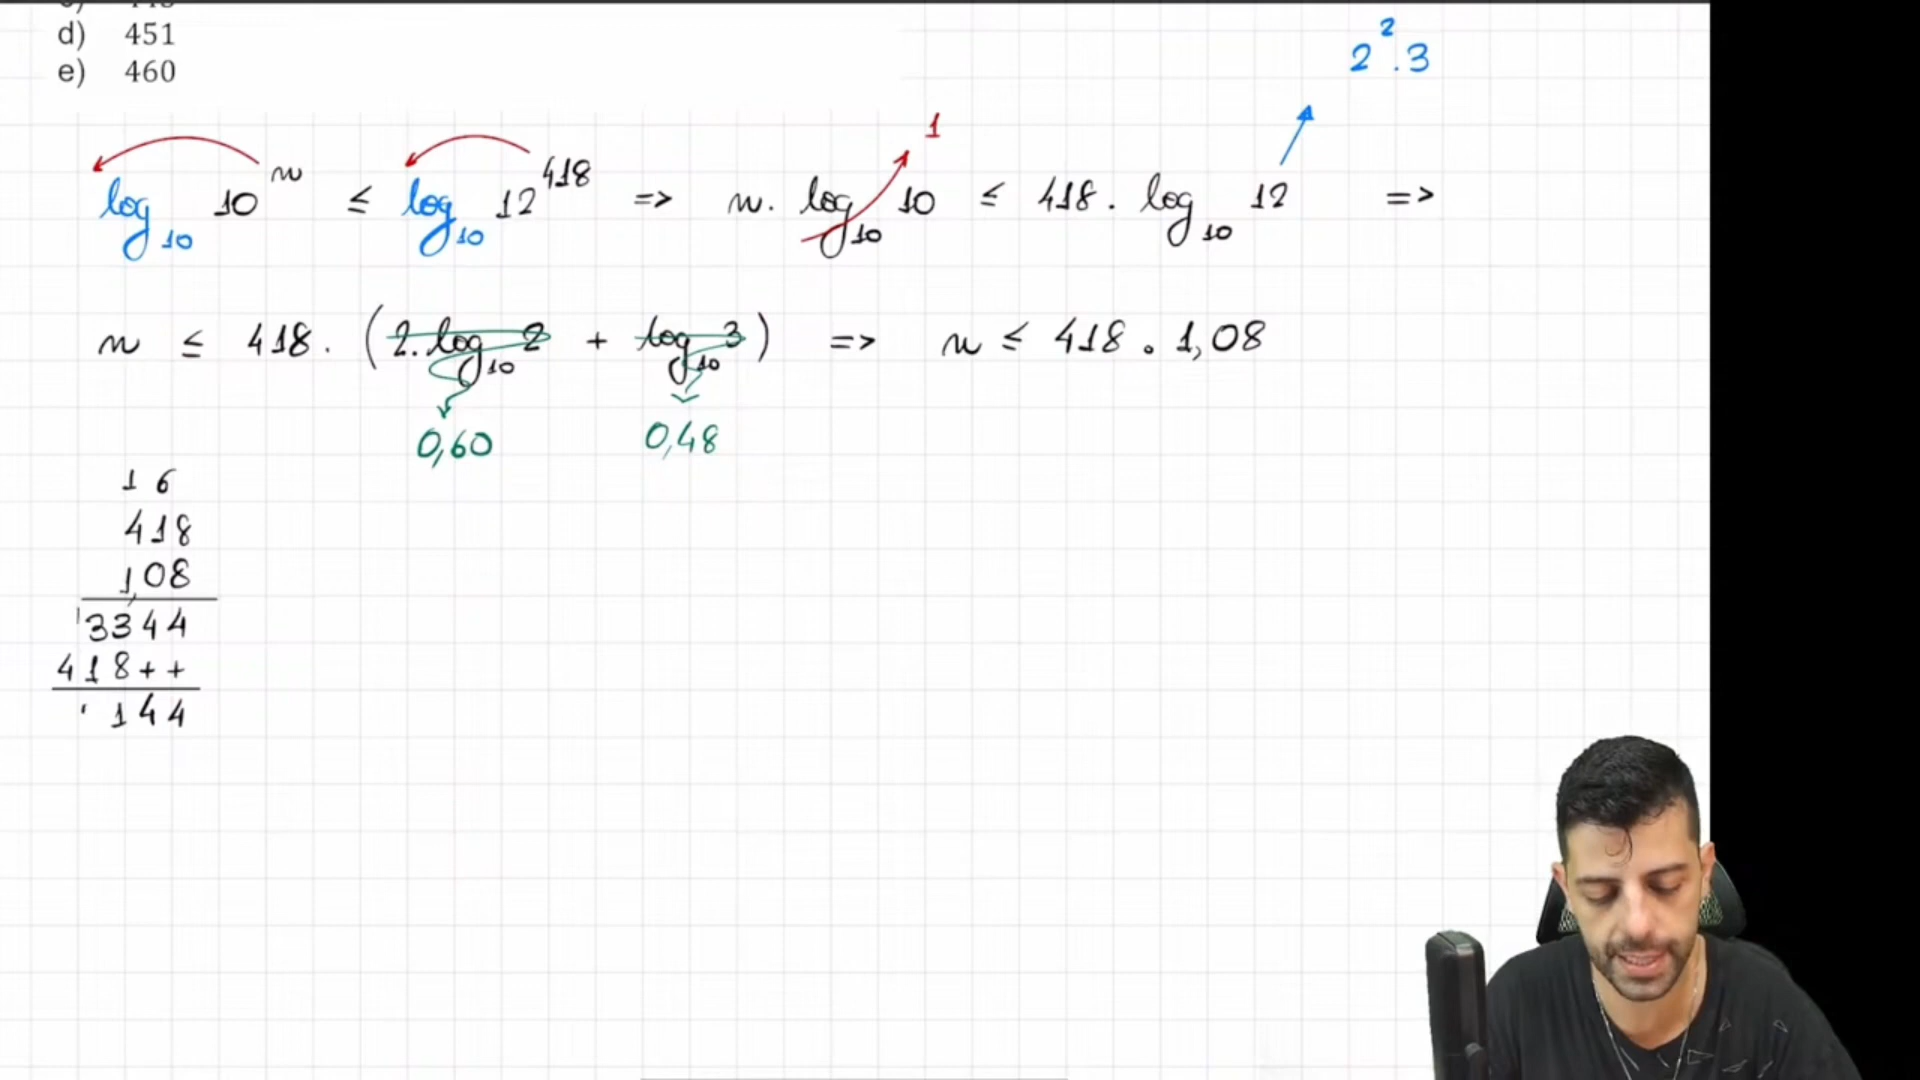 d) 451
e) 460
2².3
1
log₁₀ 10ⁿ ≤ log₁₀ 12⁴¹⁸ => n. log₁₀ 10 ≤ 418. log₁₀ 12 =>
n ≤ 418. (2.log₁₀ 2 + log₁₀ 3) => n ≤ 418 . 1,08
0,60 0,48
1 6
418
1,08
¹3344
418++
144